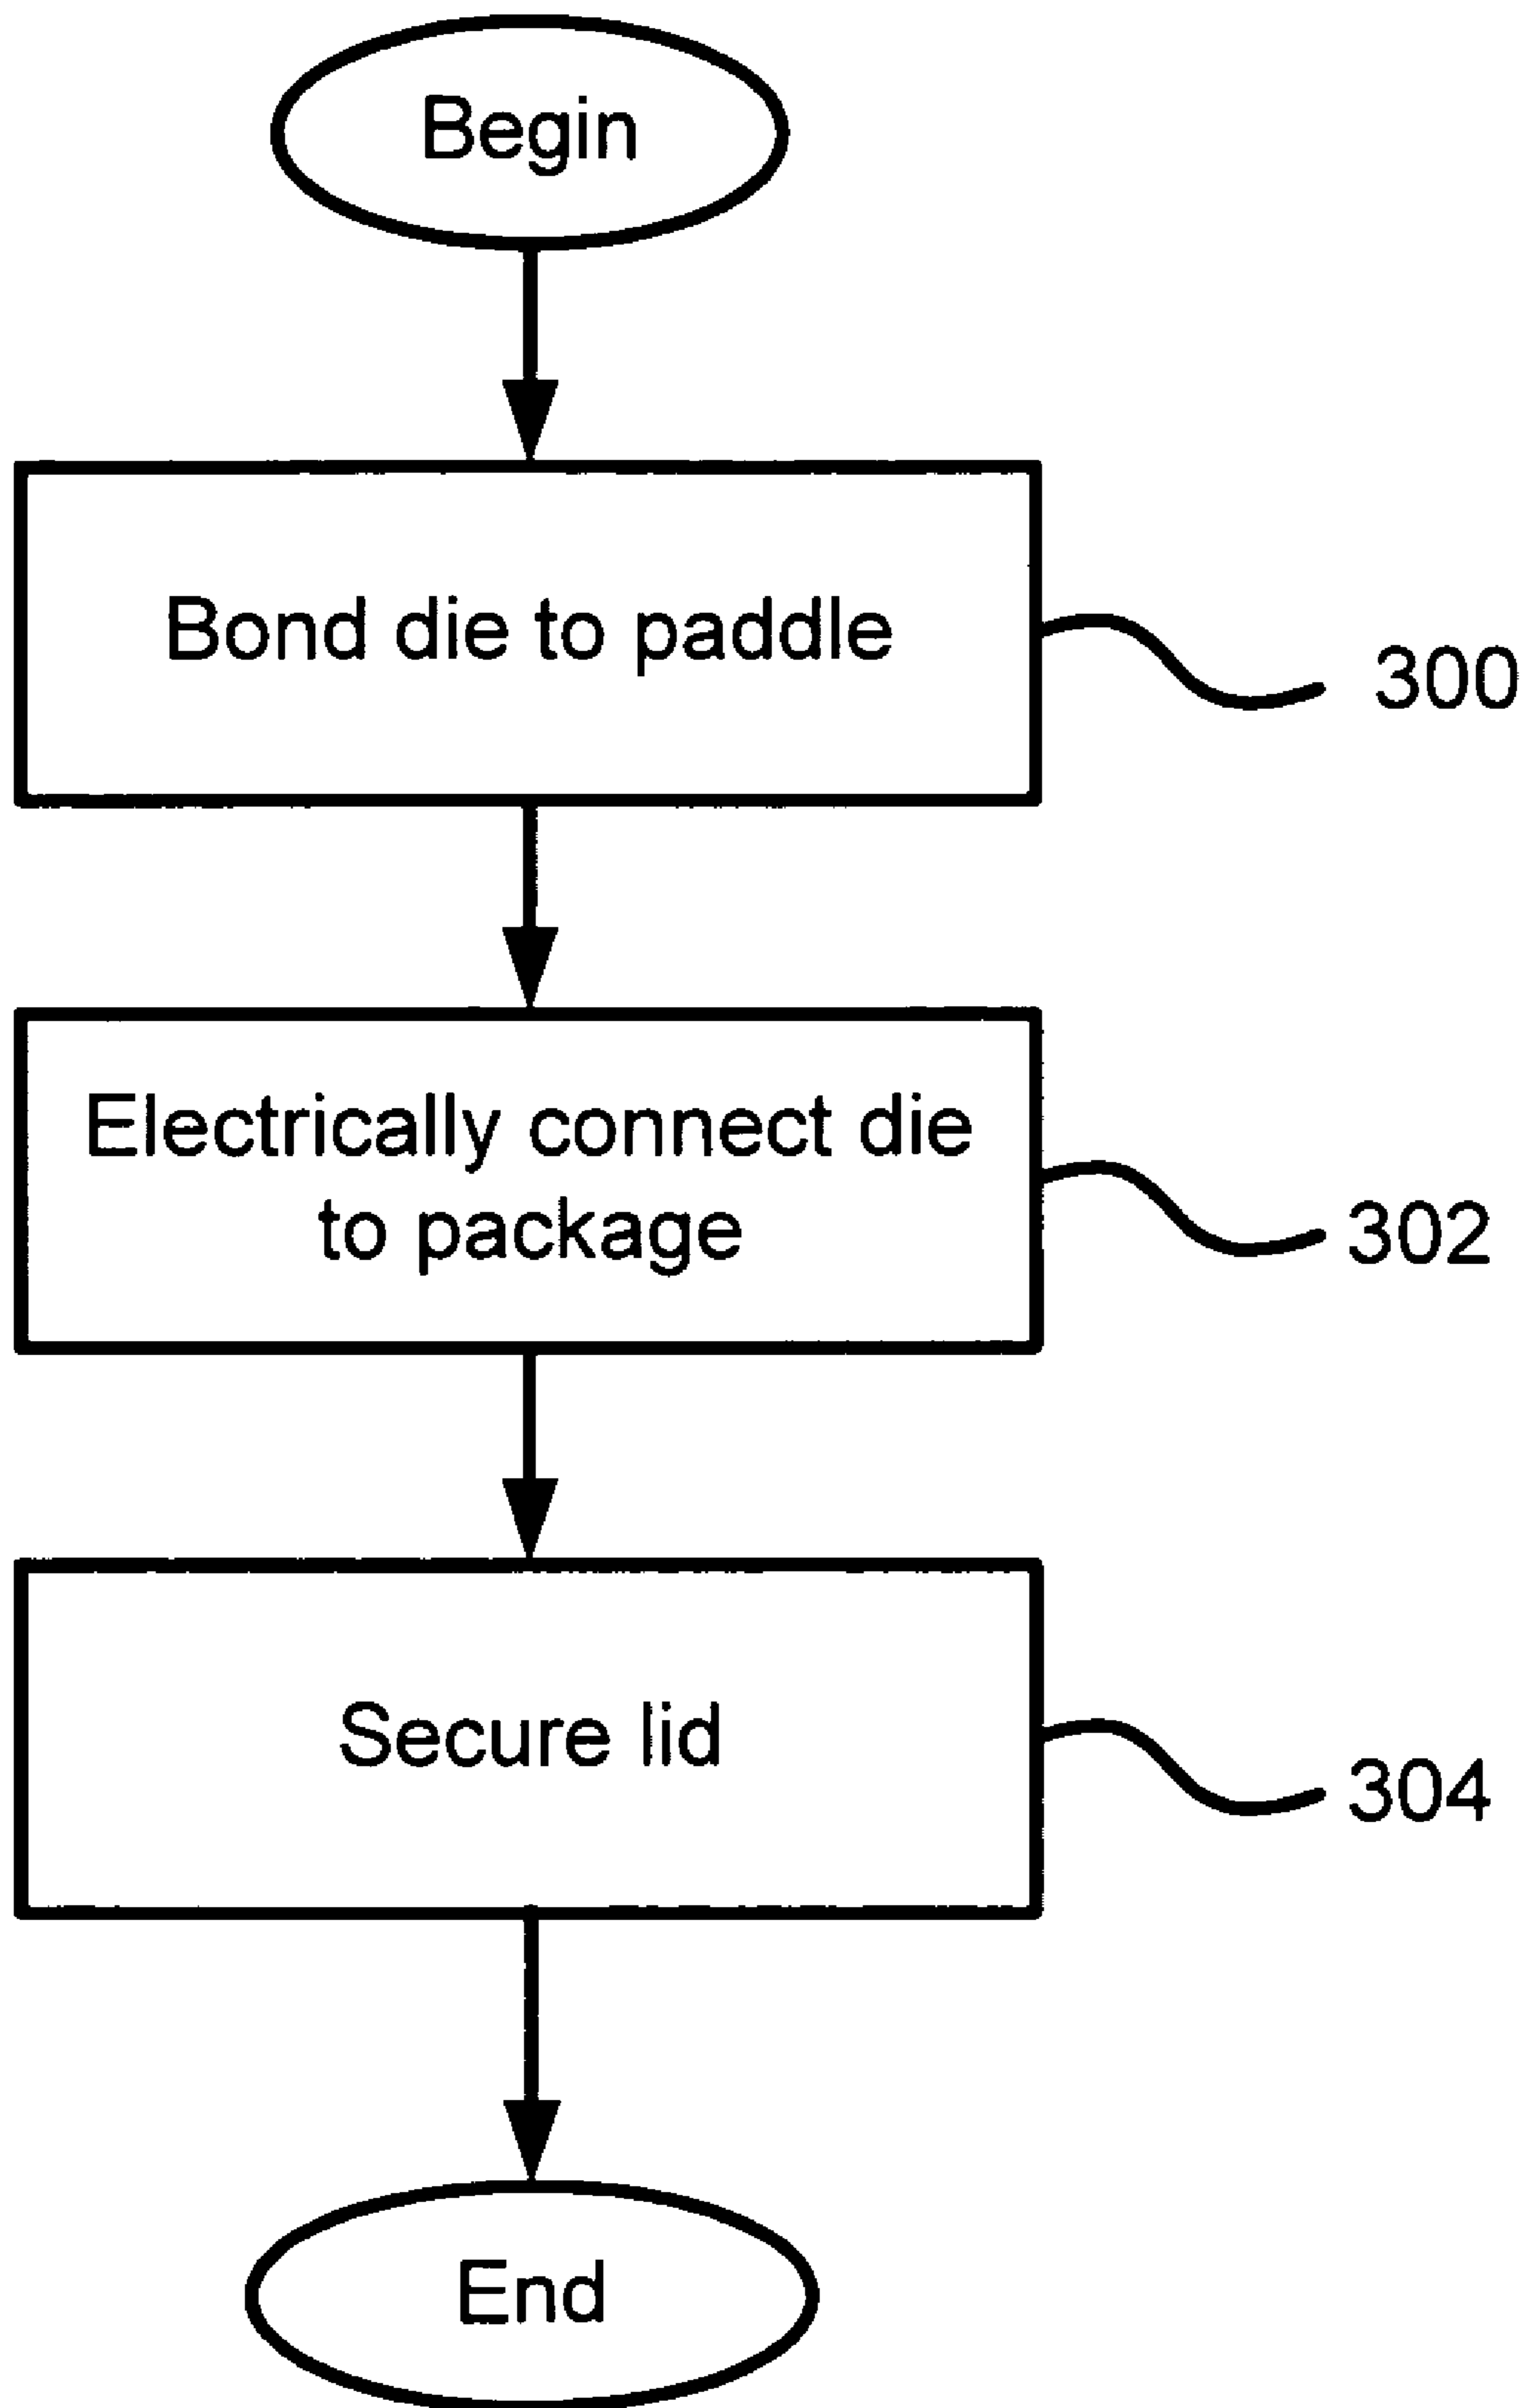 Begin
Bond die to paddle
300
Electrically connect die
to package
302
Secure lid
304
End